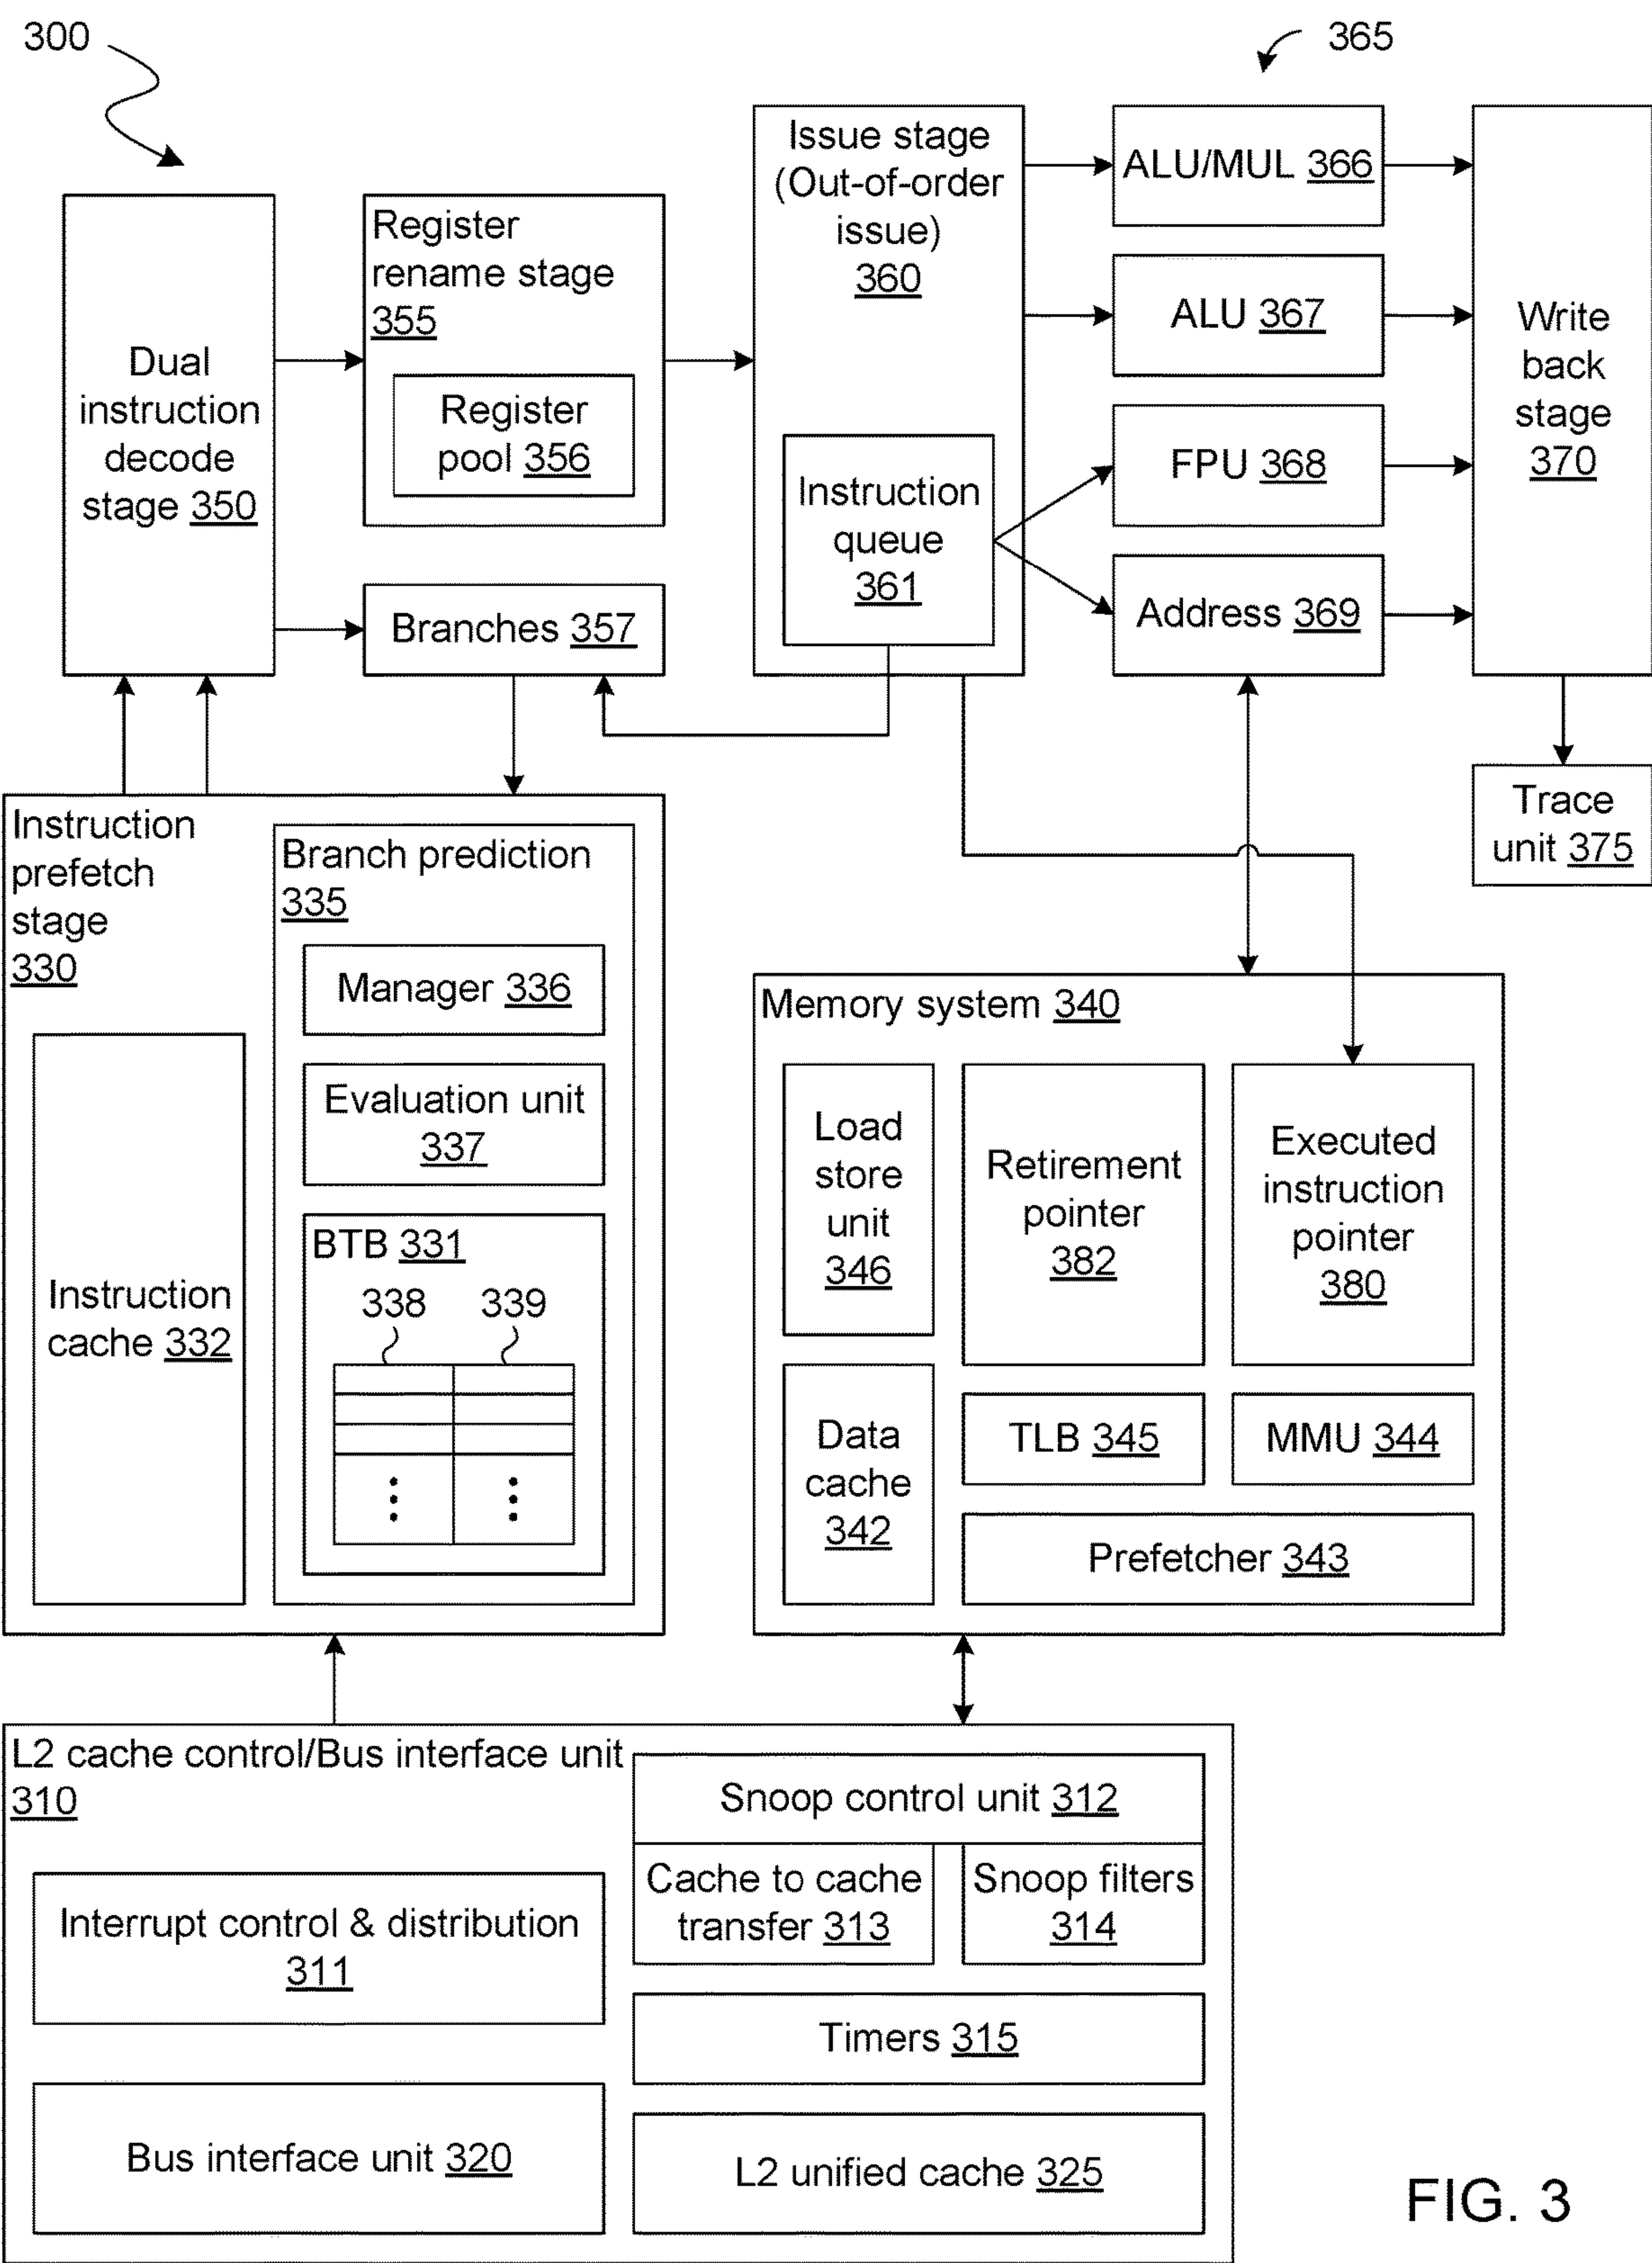 300
365
Dual
instruction
decode
stage 350
Register
rename stage
355
Register
pool 356
Branches 357
Issue stage
(Out-of-order
issue)
360
Instruction
queue
361
ALU/MUL 366
ALU 367
FPU 368
Address 369
Write
back
stage
370
Trace
unit 375
Instruction
prefetch
stage
330
Instruction
cache 332
Branch prediction
335
Manager 336
Evaluation unit
337
BTB 331
338
339
Memory system 340
Load
store
unit
346
Retirement
pointer
382
Executed
instruction
pointer
380
Data
cache
342
TLB 345
MMU 344
Prefetcher 343
L2 cache control/Bus interface unit
310
Snoop control unit 312
Cache to cache
transfer 313
Snoop filters
314
Interrupt control & distribution
311
Timers 315
Bus interface unit 320
L2 unified cache 325
FIG. 3